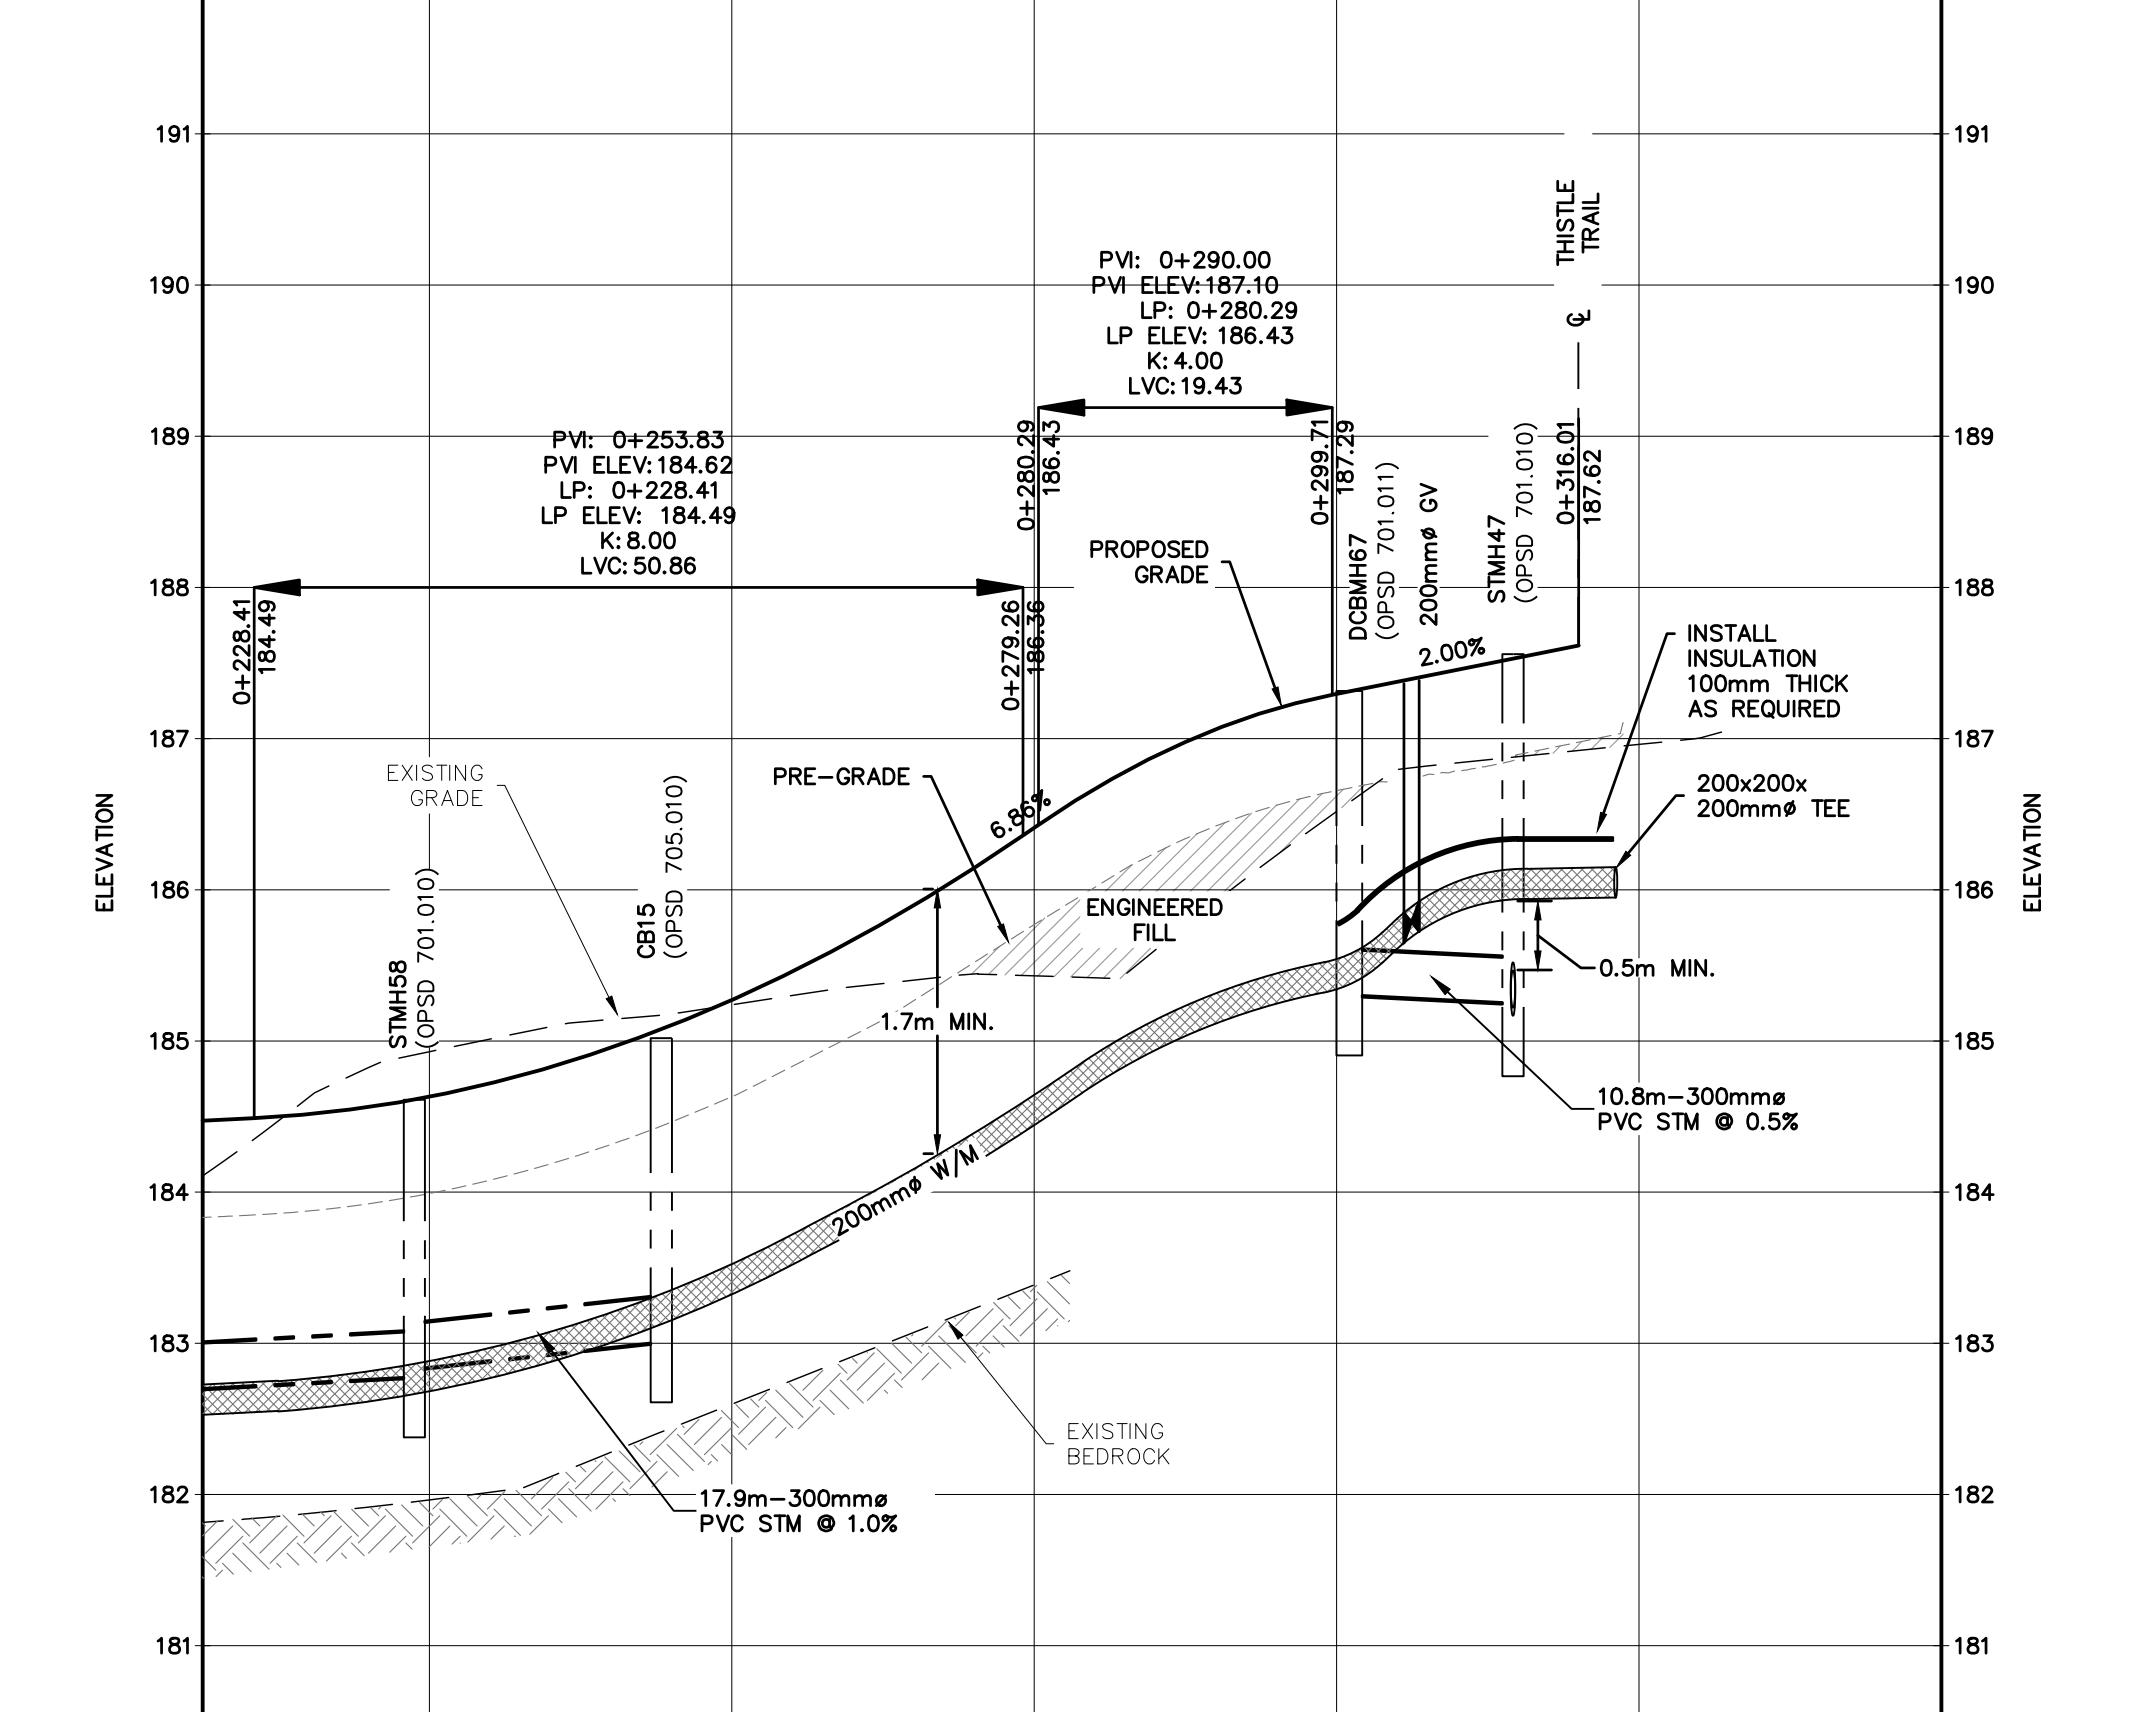 191
191
THISTLE
TRAIL
PVI: 0+290.00
PVI ELEV:187.10
LP: 0+280.29
LP ELEV: 186.43
K: 4.00
LVC: 19.43
190
190
℄
PVI: 0+253.83
PVI ELEV: 184.62
LP: 0+228.41
LP ELEV: 184.49
K: 8.00
LVC: 50.86
189
189
0+280.29
186.43
0+299.71
187.29
0+316.01
187.62
DCBMH67
(OPSD 701.011)
200mmø GV
STMH47
(OPSD 701.010)
PROPOSED
GRADE
188
188
0+228.41
184.49
0+279.26
186.36
2.00%
INSTALL
INSULATION
100mm THICK
AS REQUIRED
187
187
EXISTING
GRADE
PRE-GRADE
6.86%
200x200x
200mmø TEE
ELEVATION
ELEVATION
STMH58
(OPSD 701.010)
CB15
(OPSD 705.010)
186
186
ENGINEERED
FILL
0.5m MIN.
1.7m MIN.
185
185
10.8m-300mmø
PVC STM @ 0.5%
200mmø W/M
184
184
183
183
EXISTING
BEDROCK
182
182
17.9m-300mmø
PVC STM @ 1.0%
181
181